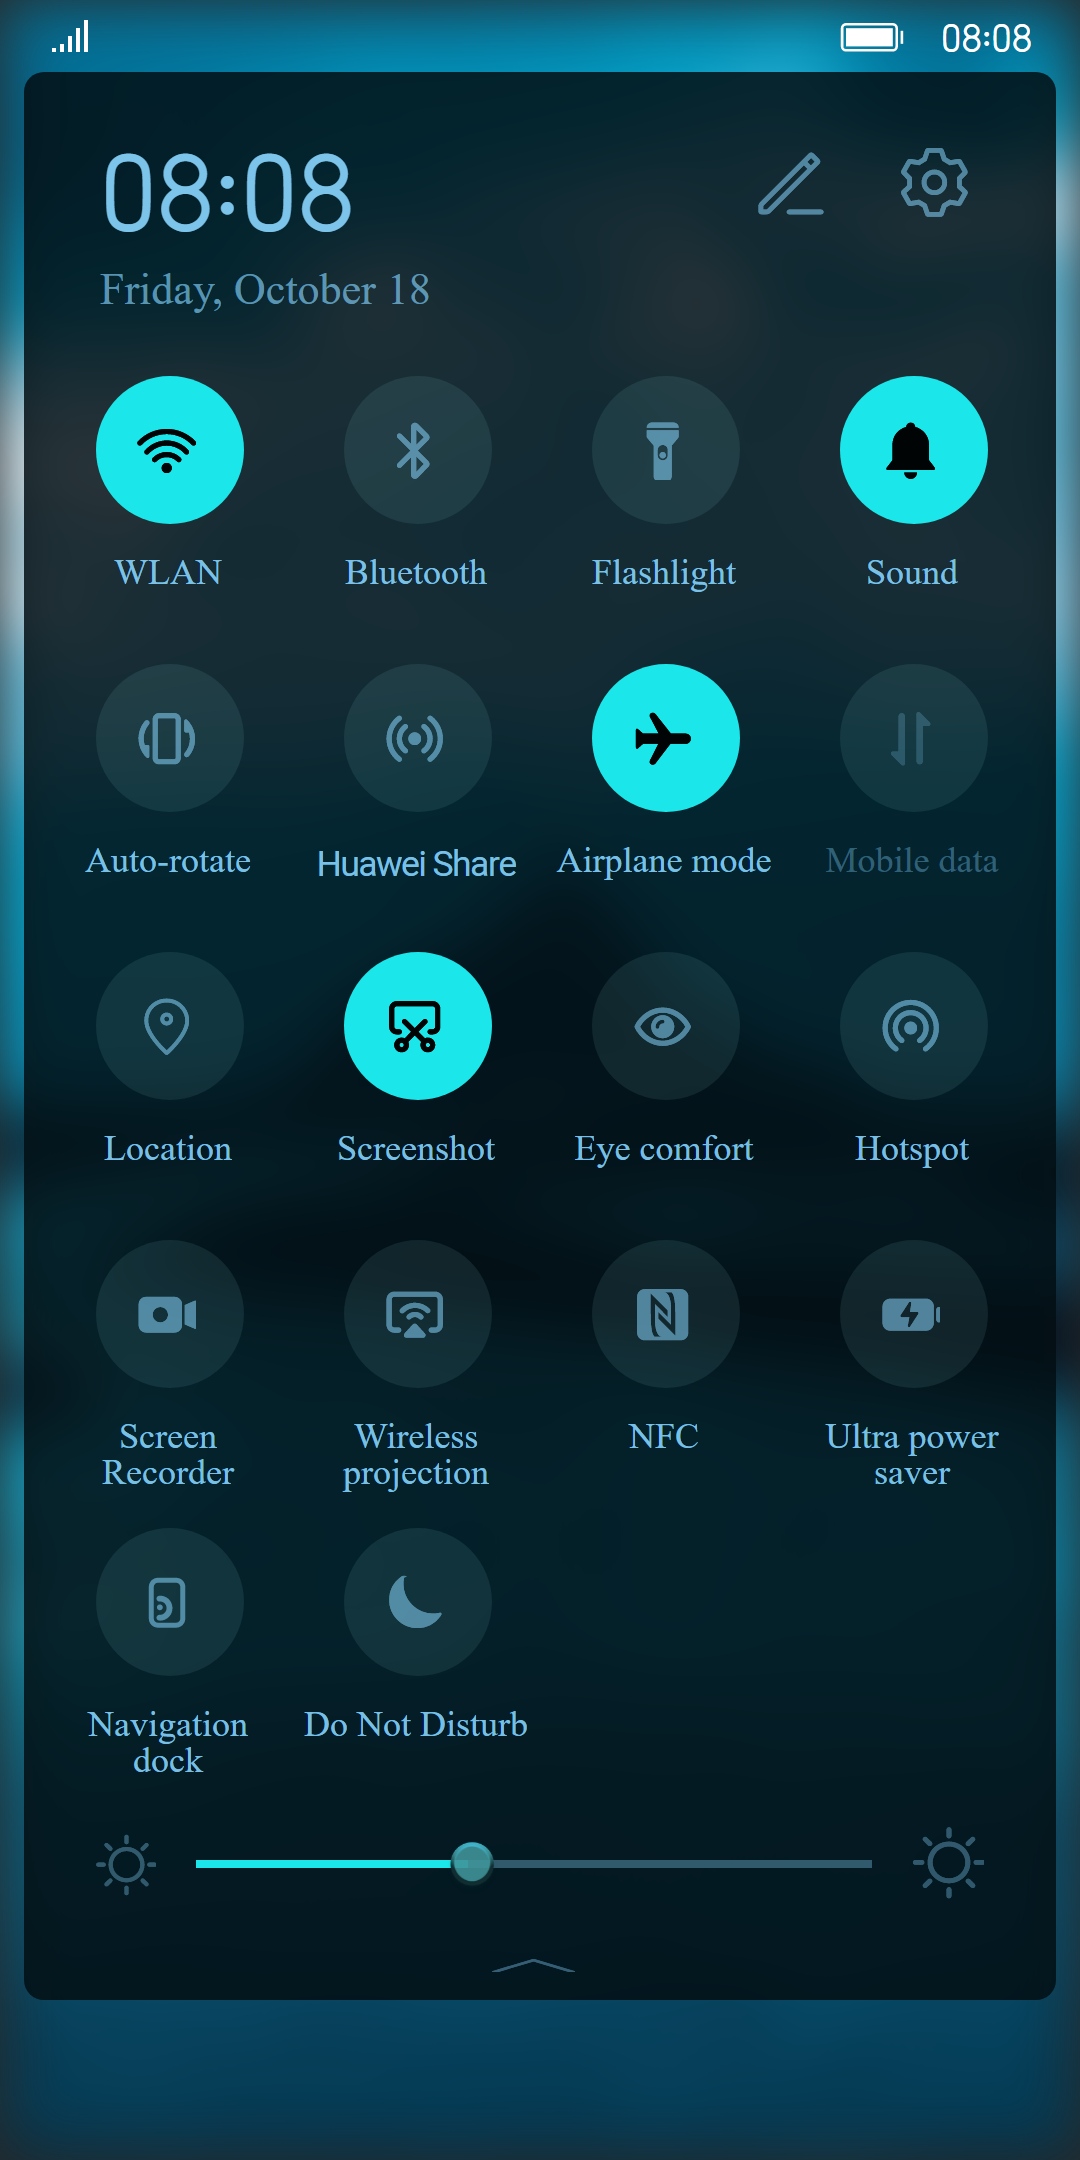 08:08
08:08
Friday, October 18
WLAN
Bluetooth
Flashlight
Sound
Auto-rotate
Huawei Share
Airplane mode
Mobile data
Location
Screenshot
Eye comfort
Hotspot
Screen
Recorder
Wireless
projection
NFC
Ultra power
saver
Navigation
dock
Do Not Disturb